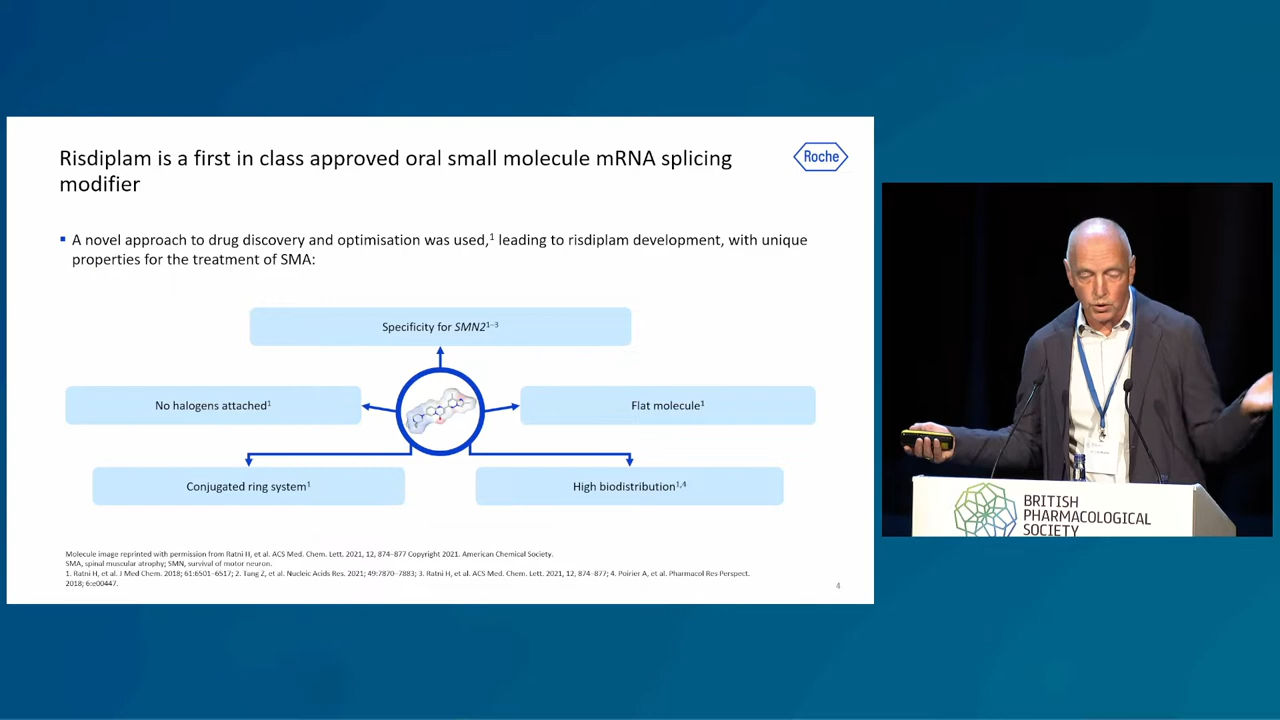 Risdiplam is a first in class approved oral small molecule mRNA splicing
modifier
Roche
A novel approach to drug discovery and optimisation was used,¹ leading to risdiplam development, with unique
properties for the treatment of SMA:
Specificity for SMN2¹⁻³
No halogens attached¹
Flat molecule¹
Conjugated ring system¹
High biodistribution¹,⁴
Molecule image reprinted with permission from Ratni H, et al. ACS Med. Chem. Lett. 2021, 12, 874–877 Copyright 2021. American Chemical Society.
SMA, spinal muscular atrophy; SMN, survival of motor neuron.
1. Ratni H, et al. J Med Chem. 2018; 61:6501–6517; 2. Tang Z, et al. Nucleic Acids Res. 2021; 49:7870–7883; 3. Ratni H, et al. ACS Med. Chem. Lett. 2021, 12, 874–877; 4. Poirier A, et al. Pharmacol Res Perspect.
2018; 6:e00447.
4
BRITISH
PHARMACOLOGICAL
SOCIETY